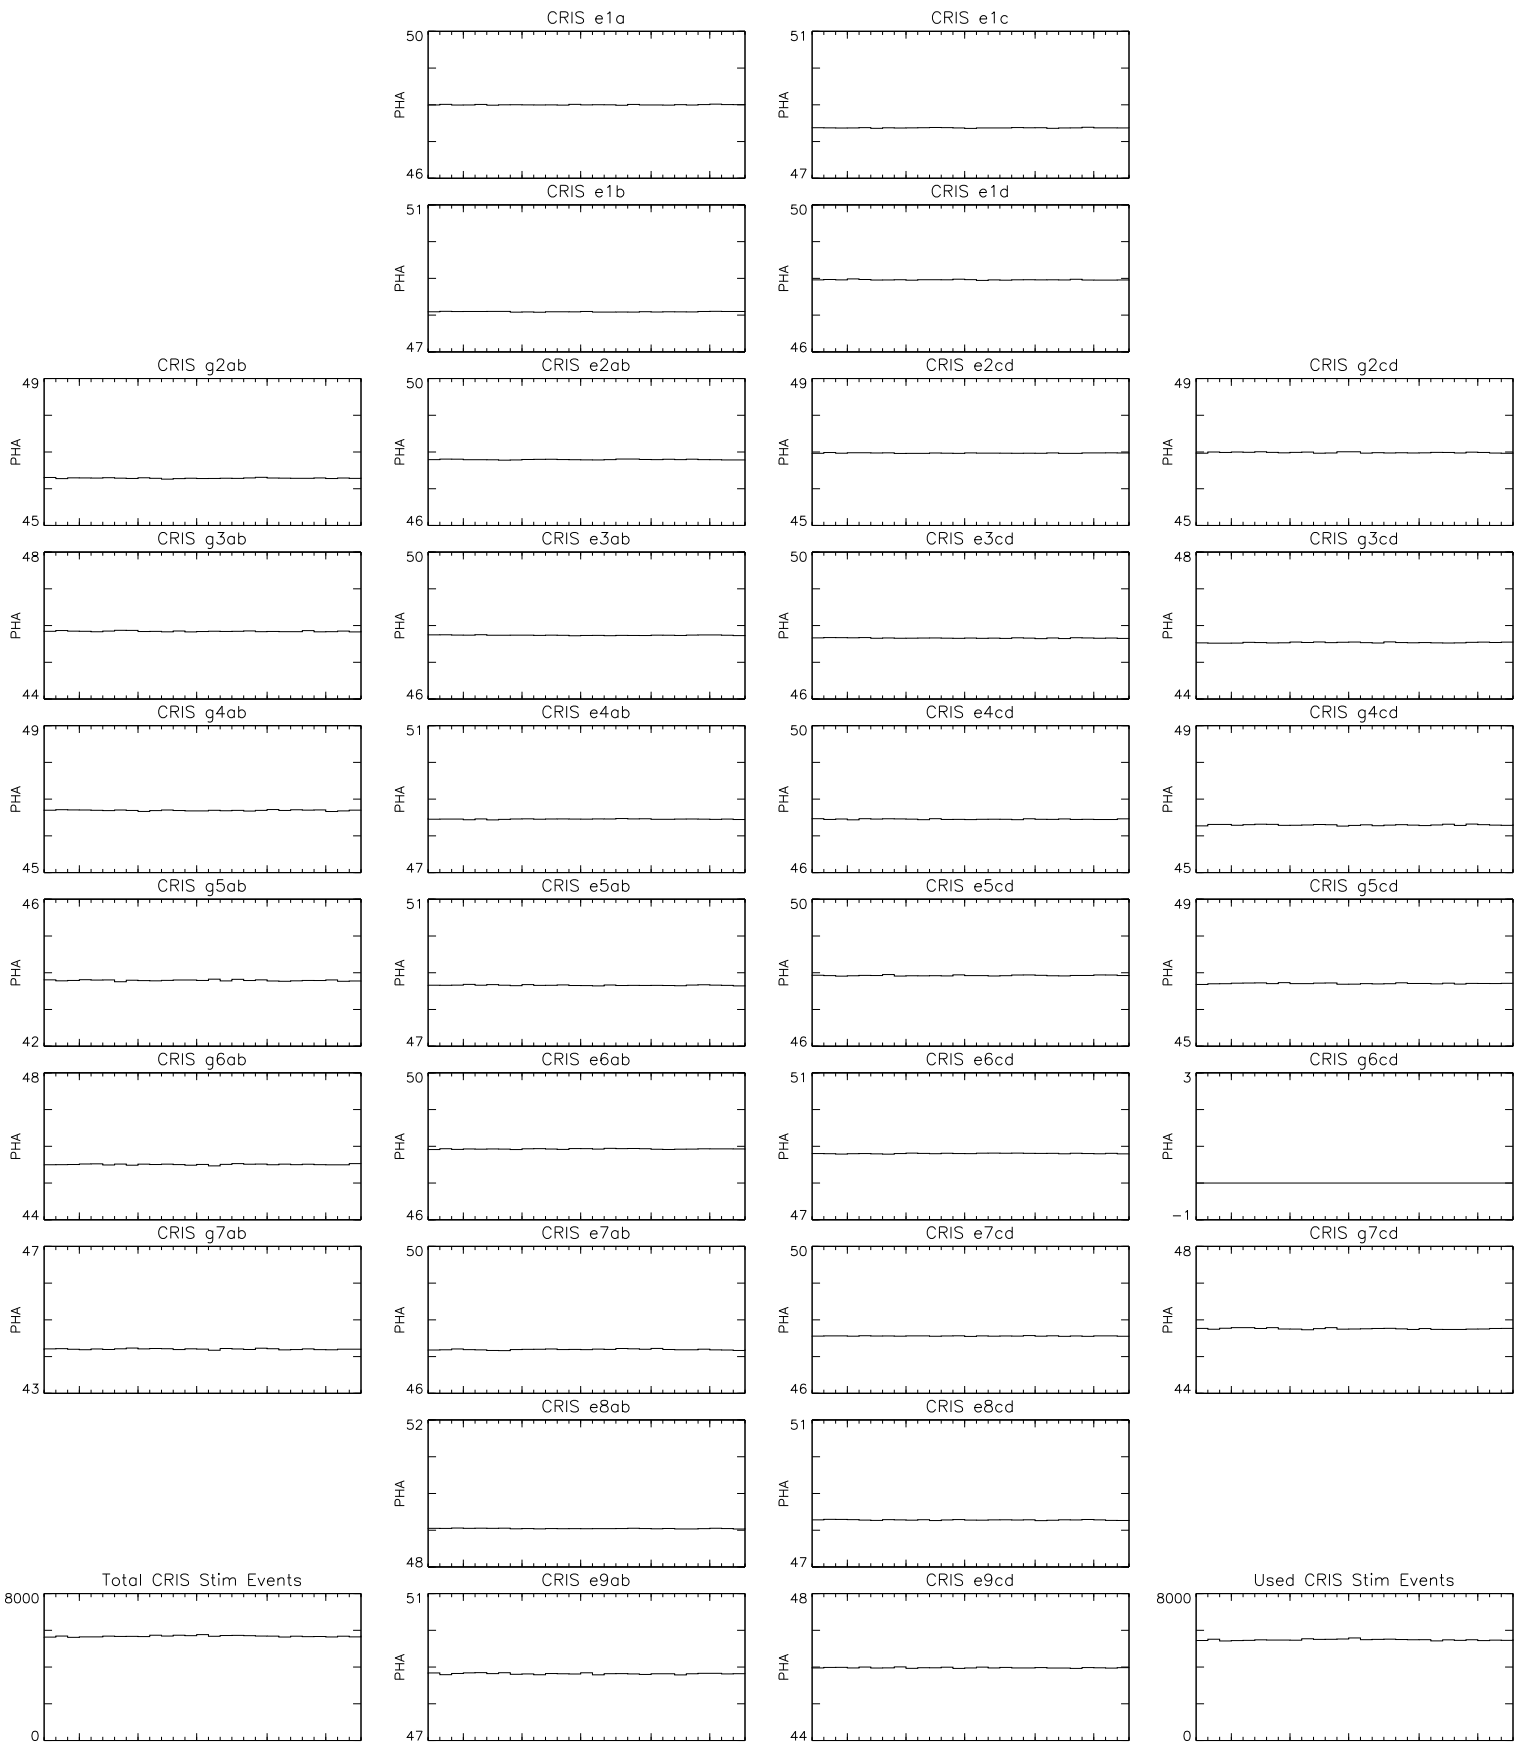 CRIS e1a
50
PHA
46
CRIS e1c
51
PHA
47
CRIS e1b
51
PHA
47
CRIS e1d
50
PHA
46
CRIS g2ab
49
PHA
45
CRIS e2ab
50
PHA
46
CRIS e2cd
49
PHA
45
CRIS g2cd
49
PHA
45
CRIS g3ab
48
PHA
44
CRIS e3ab
50
PHA
46
CRIS e3cd
50
PHA
46
CRIS g3cd
48
PHA
44
CRIS g4ab
49
PHA
45
CRIS e4ab
51
PHA
47
CRIS e4cd
50
PHA
46
CRIS g4cd
49
PHA
45
CRIS g5ab
46
PHA
42
CRIS e5ab
51
PHA
47
CRIS e5cd
50
PHA
46
CRIS g5cd
49
PHA
45
CRIS g6ab
48
PHA
44
CRIS e6ab
50
PHA
46
CRIS e6cd
51
PHA
47
CRIS g6cd
3
PHA
-1
CRIS g7ab
47
PHA
43
CRIS e7ab
50
PHA
46
CRIS e7cd
50
PHA
46
CRIS g7cd
48
PHA
44
CRIS e8ab
52
PHA
48
CRIS e8cd
51
PHA
47
Total CRIS Stim Events
8000
0
CRIS e9ab
51
PHA
47
CRIS e9cd
48
PHA
44
Used CRIS Stim Events
8000
0